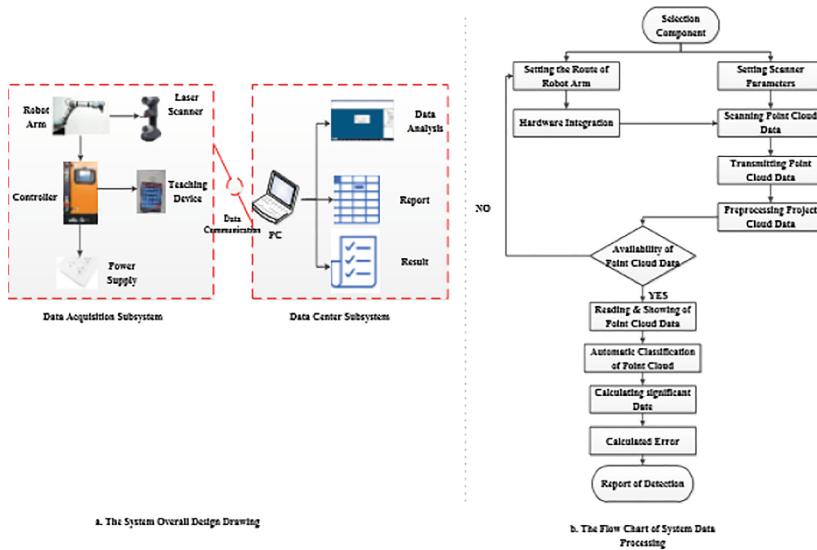 Robot
Arm
Laser
Scanner
Controller
Teaching
Device
Power
Supply
Data Acquisition Subsystem
Data
Communication
PC
Data
Analysis
Report
Result
Data Center Subsystem
a. The System Overall Design Drawing
Selection
Component
Setting the Route of
Robot Arm
Setting Scanner
Parameters
Hardware Integration
Scanning Point Cloud
Data
Transmitting Point
Cloud Data
Preprocessing Project
Cloud Data
NO
Availability of
Point Cloud Data
YES
Reading & Showing of
Point Cloud Data
Automatic Classification
of Point Cloud
Calculating significant
Date
Calculated Error
Report of Detection
b. The Flow Chart of System Data
Processing